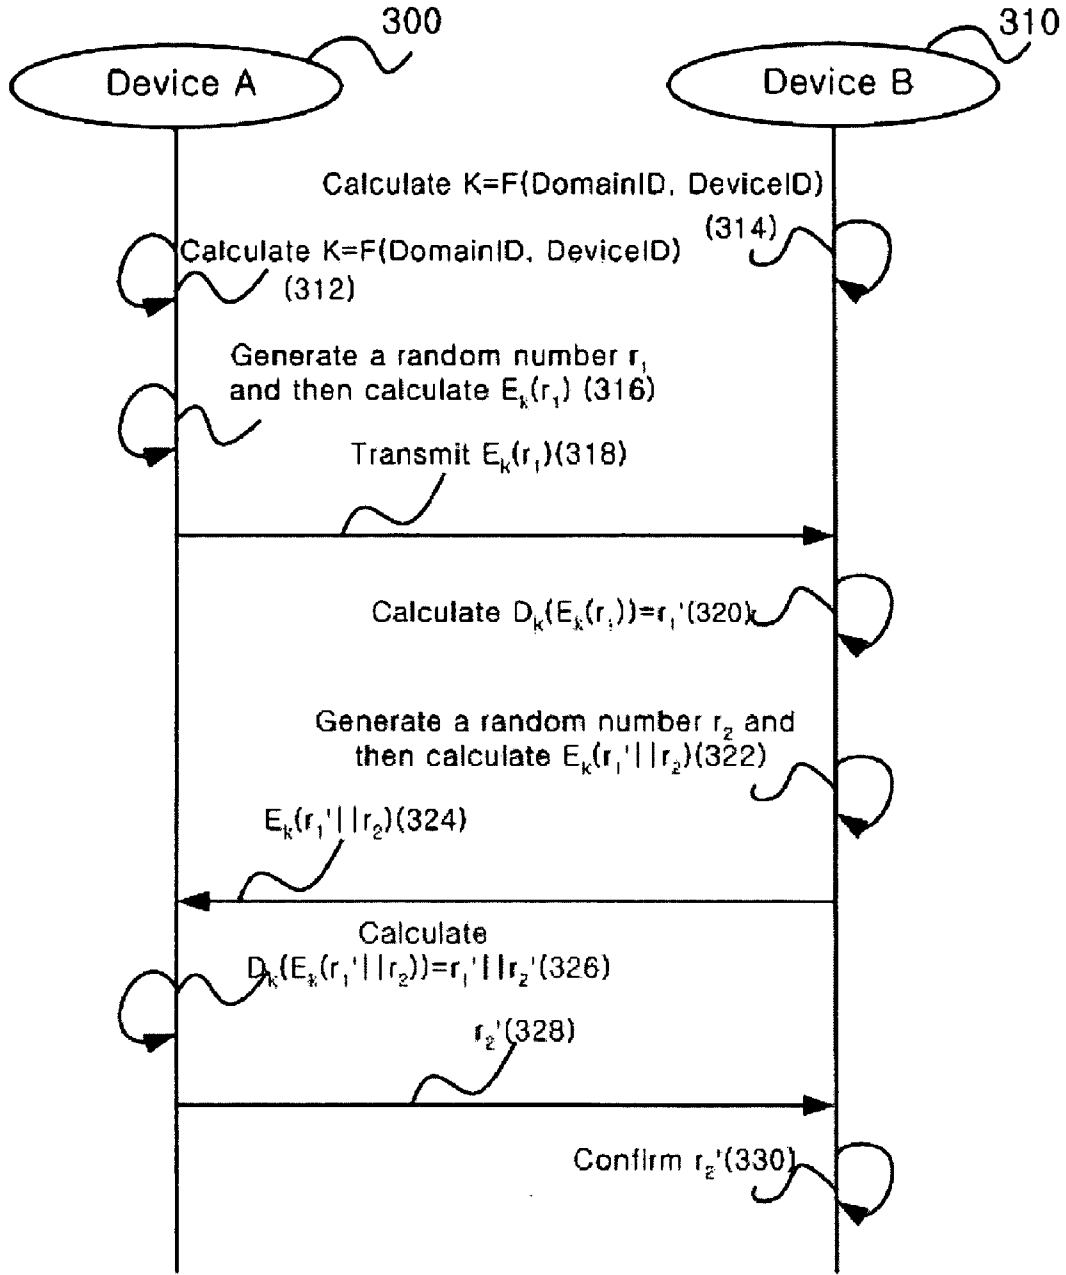 300
310
Device A
Device B
Calculate K=F(DomainID, DeviceID)
(314)
Calculate K=F(DomainID, DeviceID)
(312)
Generate a random number r₁
and then calculate Eₖ(r₁) (316)
Transmit Eₖ(r₁)(318)
Calculate Dₖ(Eₖ(r₁))=r₁'(320)
Generate a random number r₂ and
then calculate Eₖ(r₁'||r₂)(322)
Eₖ(r₁'||r₂)(324)
Calculate
Dₖ(Eₖ(r₁'||r₂))=r₁'||r₂'(326)
r₂'(328)
Confirm r₂'(330)